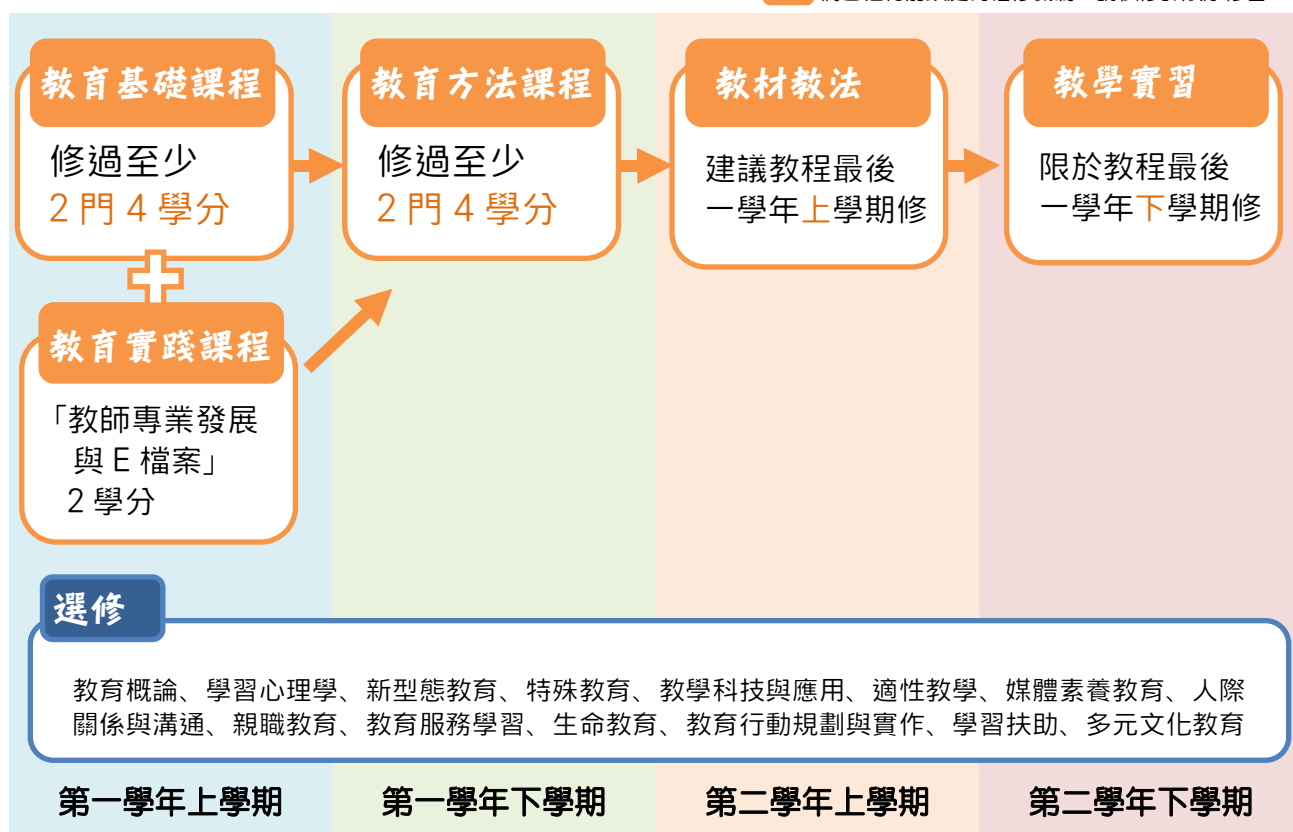 教育基礎課程
修過至少
2門4學分
教育實踐課程
「教師專業發展
與E檔案」
2學分
教育方法課程
修過至少
2門4學分
教材教法
建議教程最後
一學年上學期修
教學實習
限於教程最後
一學年下學期修
選修
教育概論、學習心理學、新型態教育、特殊教育、教學科技與應用、適性教學、媒體素養教育、人際
關係與溝通、親職教育、教育服務學習、生命教育、教育行動規劃與實作、學習扶助、多元文化教育
第一學年上學期
第一學年下學期
第二學年上學期
第二學年下學期